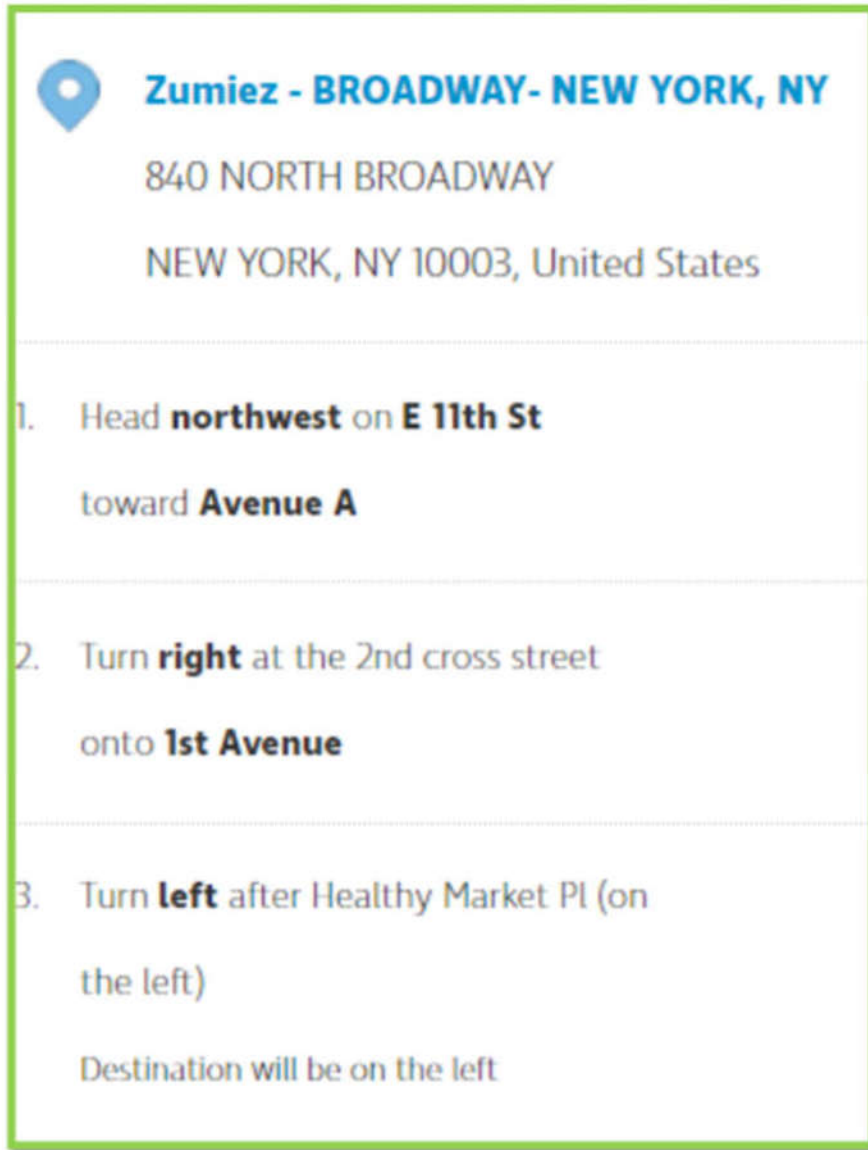 Zumiez - BROADWAY- NEW YORK, NY
840 NORTH BROADWAY
NEW YORK, NY 10003, United States
1. Head northwest on E 11th St
toward Avenue A
2. Turn right at the 2nd cross street
onto 1st Avenue
3. Turn left after Healthy Market Pl (on
the left)
Destination will be on the left